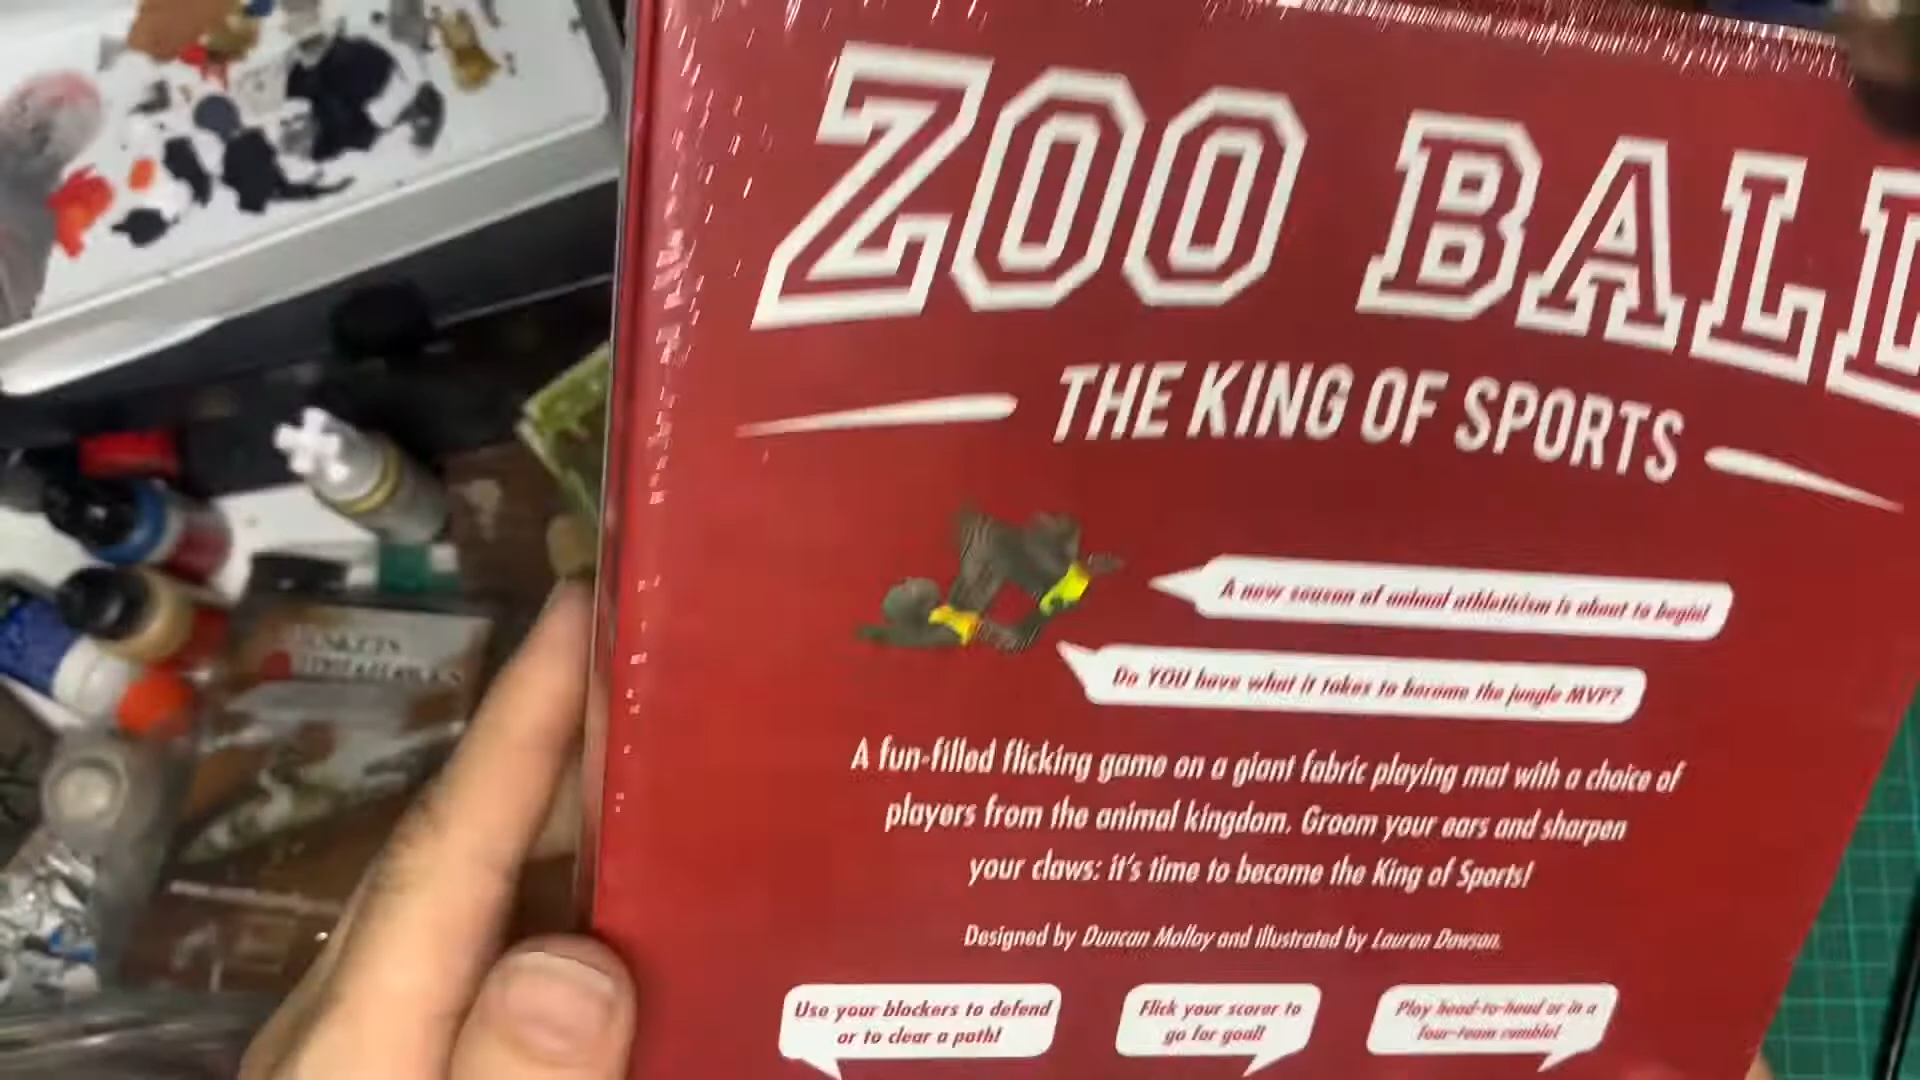 ZOO BALL
THE KING OF SPORTS
A new season of animal athleticism is about to begin!
Do YOU have what it takes to become the jungle MVP?
A fun-filled flicking game on a giant fabric playing mat with a choice of
players from the animal kingdom. Groom your ears and sharpen
your claws: it's time to become the King of Sports!
Designed by Duncan Molloy and illustrated by Lauren Dawson.
Use your blockers to defend
or to clear a path!
Flick your scorer to
go for goal!
Play head-to-head or in a
four-team rumble!